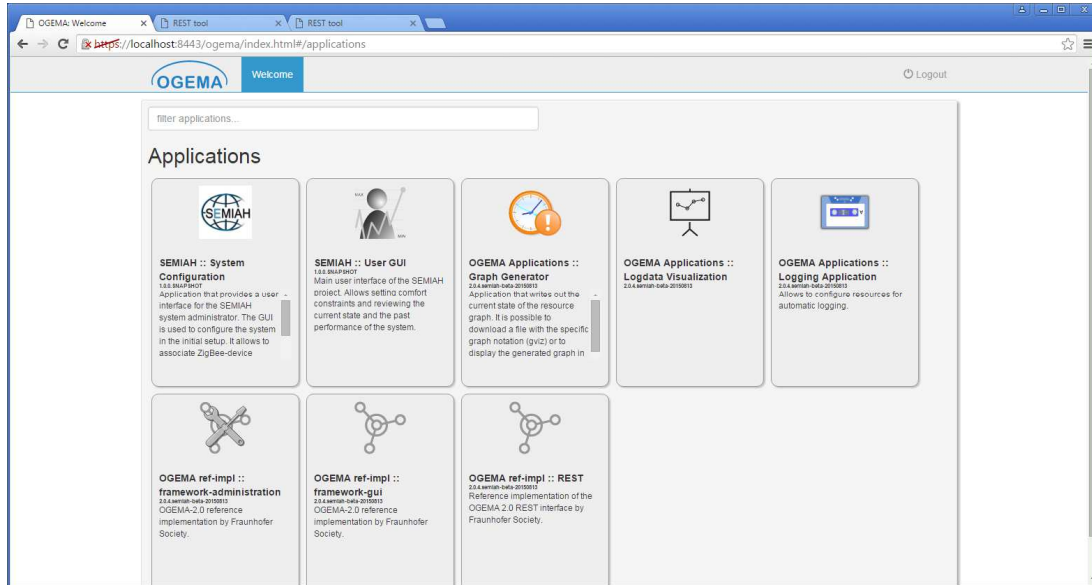 OGEMA: Welcome
REST tool
REST tool
https://localhost:8443/ogema/index.html#/applications
OGEMA
Welcome
Logout
filter applications...
Applications
SEMIAH
SEMIAH :: System
Configuration
1.0.0.SNAPSHOT
Application that provides a user
interface for the SEMIAH
system administrator. The GUI
is used to configure the system
in the initial setup. It allows to
associate ZigBee-device
MAX
MIN
SEMIAH :: User GUI
1.0.0.SNAPSHOT
Main user interface of the SEMIAH
project. Allows setting comfort
constraints and reviewing the
current state and the past
performance of the system.
OGEMA Applications ::
Graph Generator
2.0.4.semiah-beta-20150813
Application that writes out the
current state of the resource
graph. It is possible to
download a file with the specific
graph notation (gviz) or to
display the generated graph in
OGEMA Applications ::
Logdata Visualization
2.0.4.semiah-beta-20150813
OGEMA Applications ::
Logging Application
2.0.4.semiah-beta-20150813
Allows to configure resources for
automatic logging.
OGEMA ref-impl ::
framework-administration
2.0.4.semiah-beta-20150813
OGEMA-2.0 reference
implementation by Fraunhofer
Society.
OGEMA ref-impl ::
framework-gui
2.0.4.semiah-beta-20150813
OGEMA-2.0 reference
implementation by Fraunhofer
Society.
OGEMA ref-impl :: REST
2.0.4.semiah-beta-20150813
Reference implementation of the
OGEMA 2.0 REST interface by
Fraunhofer Society.